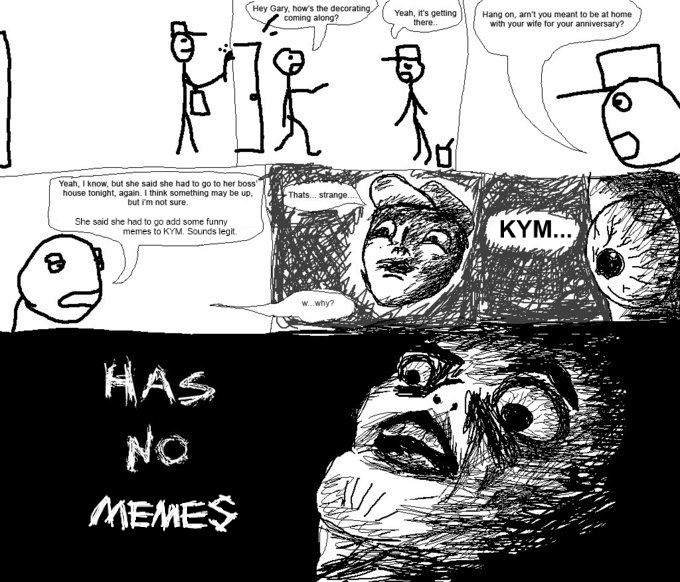 Hey Gary, how's the decorating
coming along?
Yeah, it's getting
there..
Hang on, arn't you meant to be at home
with your wife for your anniversary?
Yeah, I know, but she said she had to go to her boss'
house tonight, again. I think something may be up,
but i'm not sure.
She said she had to go add some funny
memes to KYM. Sounds legit.
Thats... strange....
w...why?
KYM...
HAS
NO
MEMES